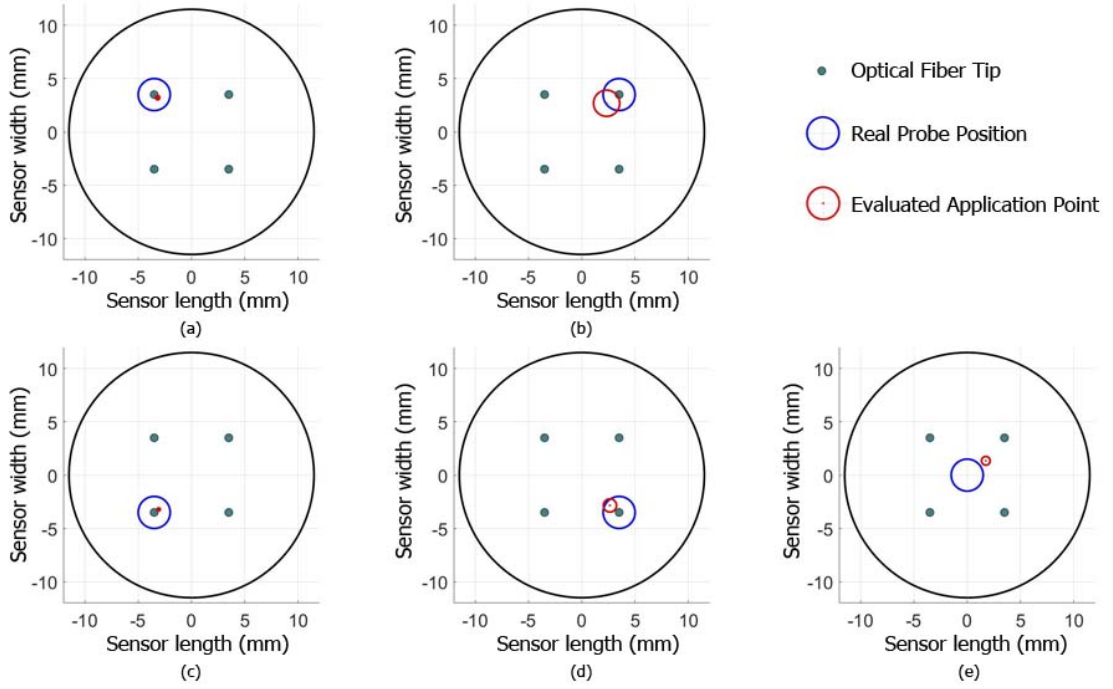 10
5
0
-5
-10
Sensor width (mm)
-10 -5 0 5 10
Sensor length (mm)
(a)
10
5
0
-5
-10
Sensor width (mm)
-10 -5 0 5 10
Sensor length (mm)
(b)
Optical Fiber Tip
Real Probe Position
Evaluated Application Point
10
5
0
-5
-10
Sensor width (mm)
-10 -5 0 5 10
Sensor length (mm)
(c)
10
5
0
-5
-10
Sensor width (mm)
-10 -5 0 5 10
Sensor length (mm)
(d)
10
5
0
-5
-10
Sensor width (mm)
-10 -5 0 5 10
Sensor length (mm)
(e)